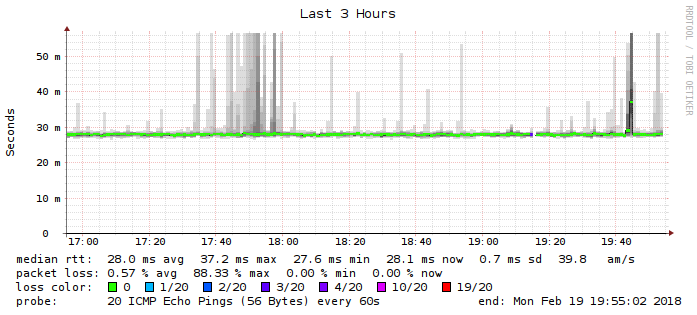 Last 3 Hours
RRDTOOL / TOBI OETIKER
Seconds
50 m
40 m
30 m
20 m
10 m
0
17:00 17:20 17:40 18:00 18:20 18:40 19:00 19:20 19:40
median rtt: 28.0 ms avg 37.2 ms max 27.6 ms min 28.1 ms now 0.7 ms sd 39.8 am/s
packet loss: 0.57 % avg 88.33 % max 0.00 % min 0.00 % now
loss color: 0 1/20 2/20 3/20 4/20 10/20 19/20
probe: 20 ICMP Echo Pings (56 Bytes) every 60s end: Mon Feb 19 19:55:02 2018